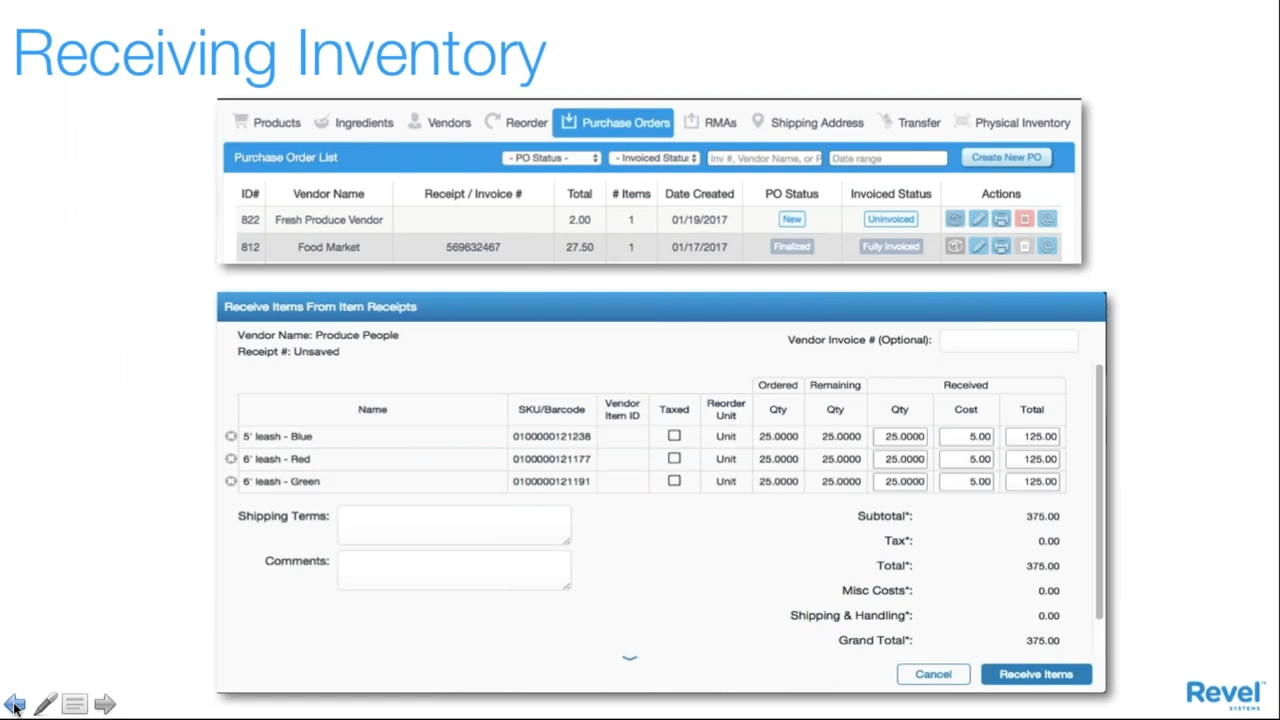 Receiving Inventory
Products Ingredients Vendors Reorder Purchase Orders RMAs Shipping Address Transfer Physical Inventory
Purchase Order List - PO Status - - Invoiced Statu Inv #, Vendor Name, or P Date range Create New PO
ID# Vendor Name Receipt / Invoice # Total # Items Date Created PO Status Invoiced Status Actions
822 Fresh Produce Vendor 2.00 1 01/19/2017 New Uninvoiced
812 Food Market 569632467 27.50 1 01/17/2017 Finalized Fully Invoiced
Receive Items From Item Receipts
Vendor Name: Produce People
Vendor Invoice # (Optional):
Receipt #: Unsaved
Ordered Remaining Received
Name SKU/Barcode Vendor Item ID Taxed Reorder Unit Qty Qty Qty Cost Total
5' leash - Blue 0100000121238 Unit 25.0000 25.0000 25.0000 5.00 125.00
6' leash - Red 0100000121177 Unit 25.0000 25.0000 25.0000 5.00 125.00
6' leash - Green 0100000121191 Unit 25.0000 25.0000 25.0000 5.00 125.00
Shipping Terms:
Comments:
Subtotal*: 375.00
Tax*: 0.00
Total*: 375.00
Misc Costs*: 0.00
Shipping & Handling*: 0.00
Grand Total*: 375.00
Cancel Receive Items
Revel™
SYSTEMS